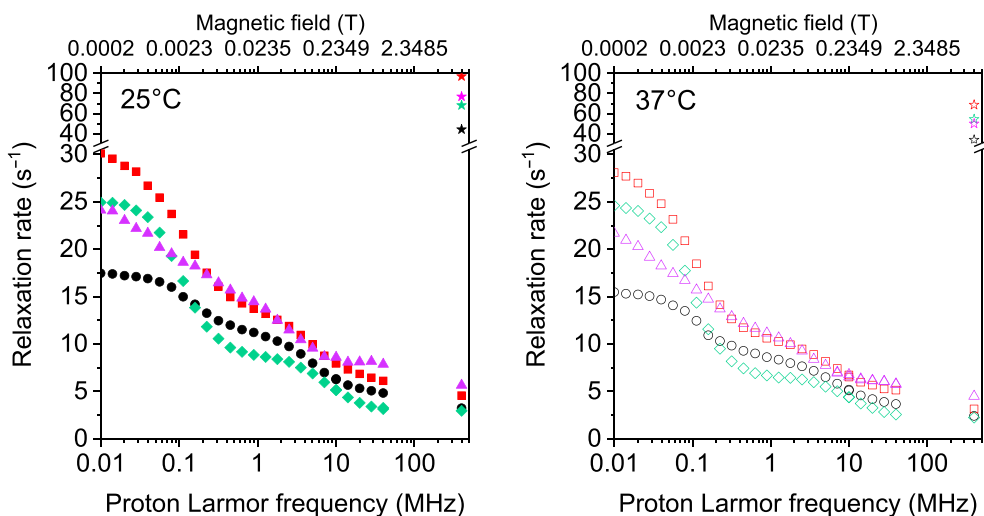 Magnetic field (T)
0.0002 0.0023 0.0235 0.2349 2.3485
100
80
60
40
30
25
20
15
10
5
0
25°C
Relaxation rate (s⁻¹)
0.01 0.1 1 10 100
Proton Larmor frequency (MHz)
Magnetic field (T)
0.0002 0.0023 0.0235 0.2349 2.3485
100
80
60
40
30
25
20
15
10
5
0
37°C
Relaxation rate (s⁻¹)
0.01 0.1 1 10 100
Proton Larmor frequency (MHz)